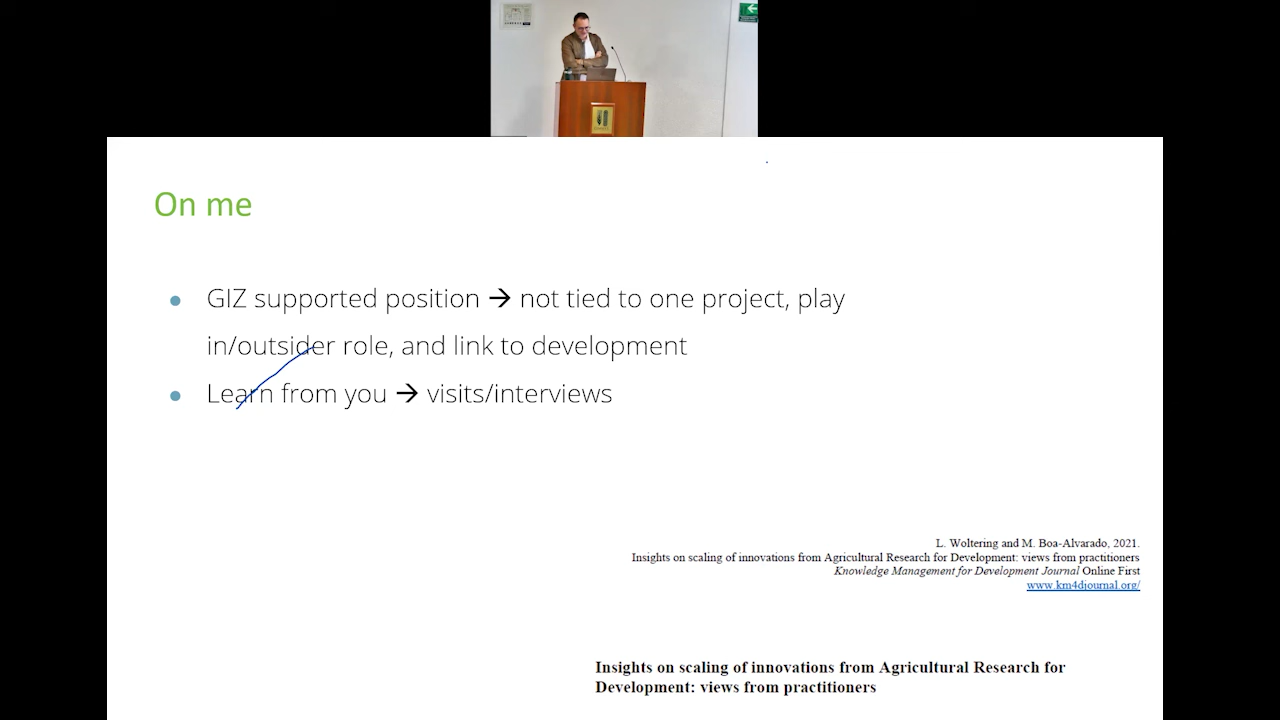 On me
GIZ supported position → not tied to one project, play
in/outsider role, and link to development
Learn from you → visits/interviews
L. Woltering and M. Boa-Alvarado, 2021.
Insights on scaling of innovations from Agricultural Research for Development: views from practitioners
Knowledge Management for Development Journal Online First
www.km4djournal.org/
Insights on scaling of innovations from Agricultural Research for
Development: views from practitioners